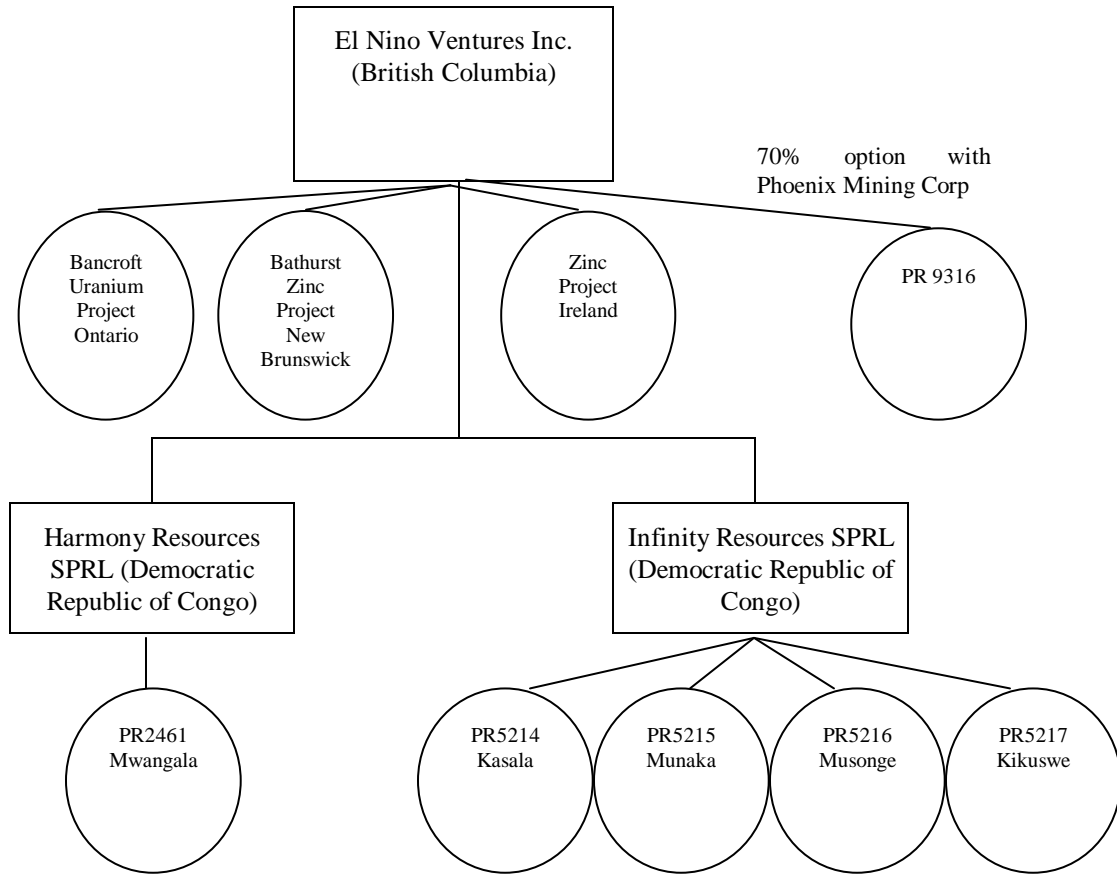 El Nino Ventures Inc.
(British Columbia)
70% option with
Phoenix Mining Corp
Bancroft
Uranium
Project
Ontario
Bathurst
Zinc
Project
New
Brunswick
Zinc
Project
Ireland
PR 9316
Harmony Resources
SPRL (Democratic
Republic of Congo)
Infinity Resources SPRL
(Democratic Republic of
Congo)
PR2461
Mwangala
PR5214
Kasala
PR5215
Munaka
PR5216
Musonge
PR5217
Kikuswe